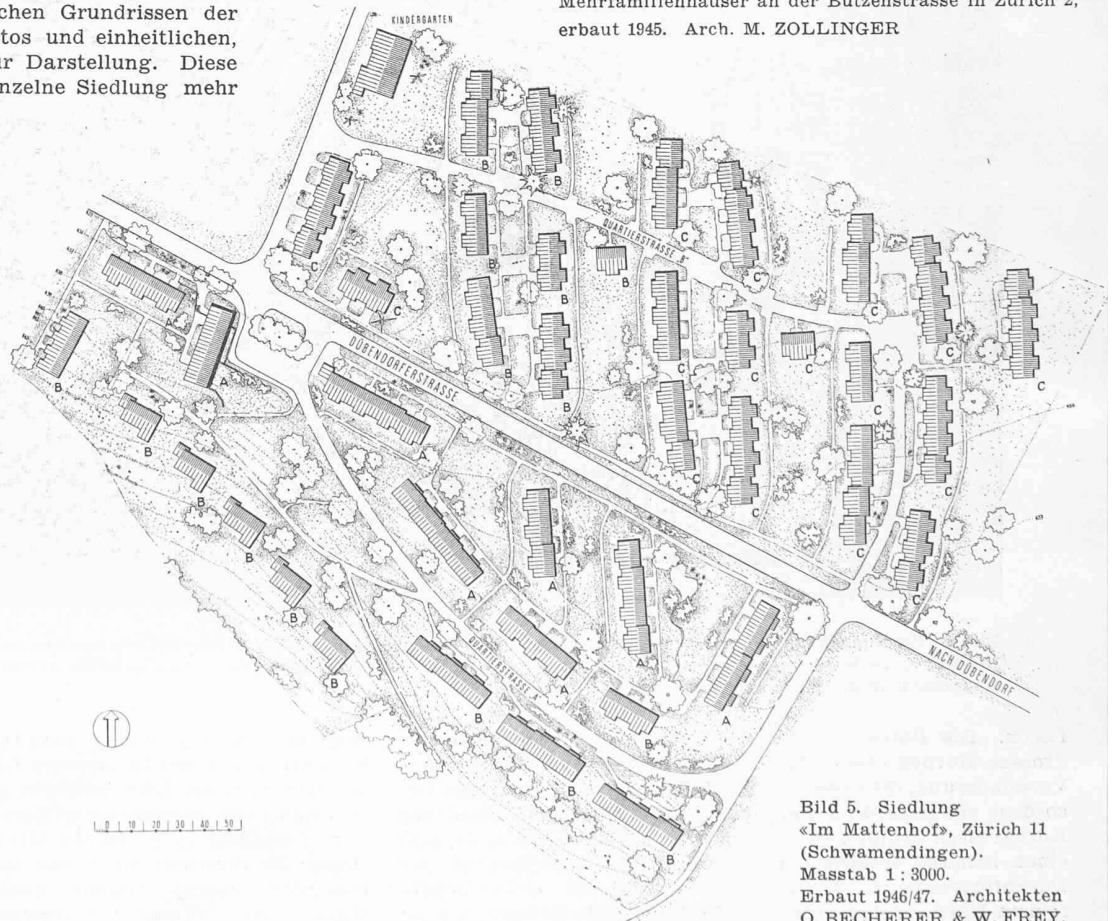 chen Grundrissen der
tos und einheitlichen,
r Darstellung. Diese
nzelne Siedlung mehr
Mehrfamilienhäuser an der Butzenstrasse in Zürich 2,
erbaut 1945. Arch. M. ZOLLINGER
KINDERGARTEN
B
B
C
C
QUARTIERSTRASSE „B“
C
B
B
B
C
C
C
C
A
B
A
B
B
DÜBENDORFERSTRASSE
C
C
C
C
C
C
B
A
B
B
A
A
C
C
B
B
QUARTIERSTRASSE „A“
A
A
A
B
B
B
B
NACH DÜBENDORF
10 0 10 20 30 40 50
Bild 5. Siedlung
«Im Mattenhof», Zürich 11
(Schwamendingen).
Masstab 1 : 3000.
Erbaut 1946/47. Architekten
O. BECHERER & W. FREY,